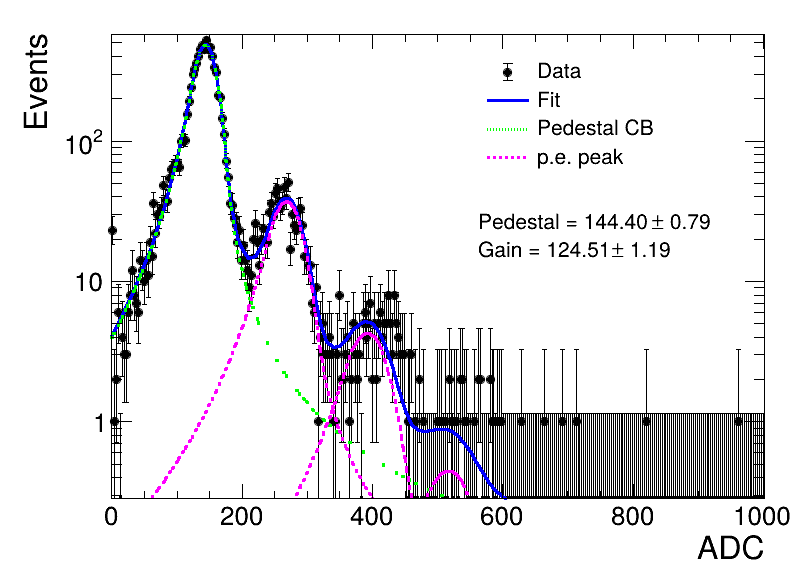 Events
10²
10
1
Data
Fit
Pedestal CB
p.e. peak
Pedestal = 144.40 ± 0.79
Gain = 124.51 ± 1.19
0 200 400 600 800 1000
ADC